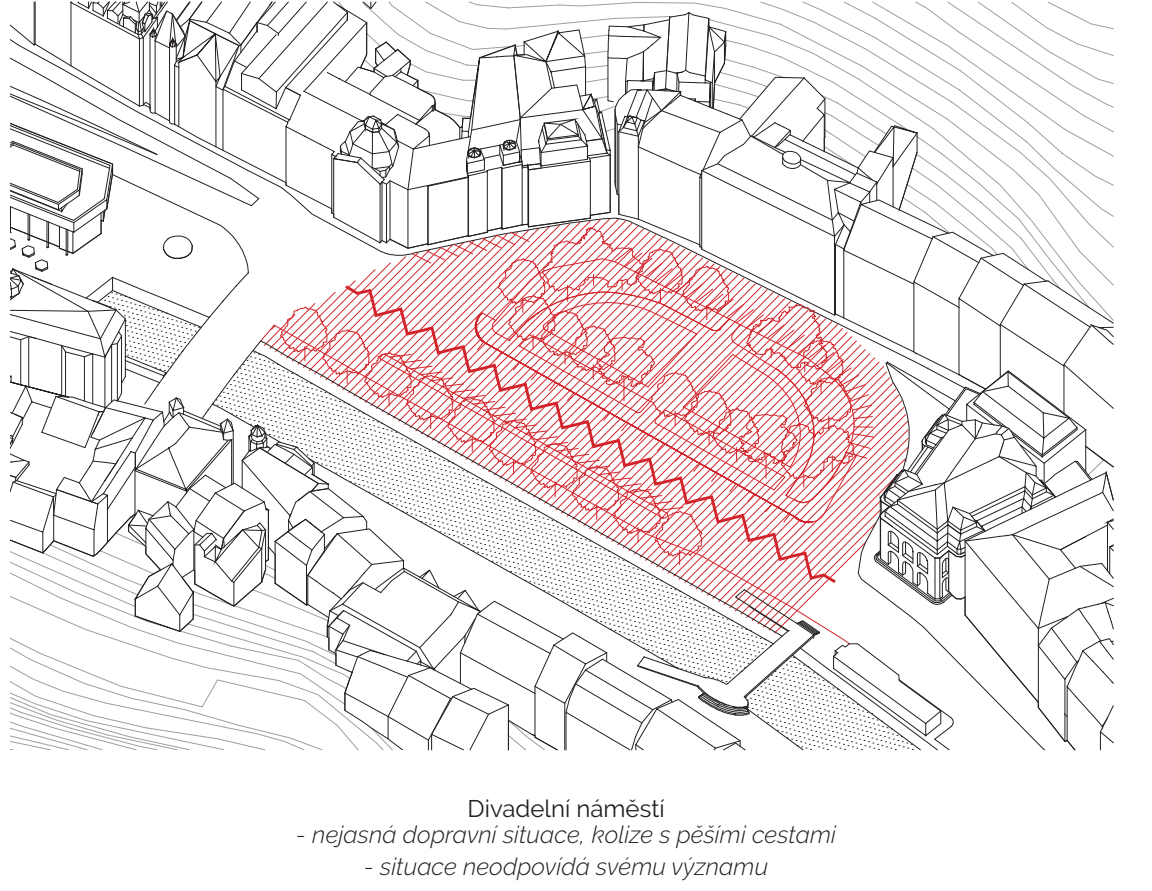 Divadelní náměstí
- nejasná dopravní situace, kolize s pěšími cestami
- situace neodpovídá svému významu